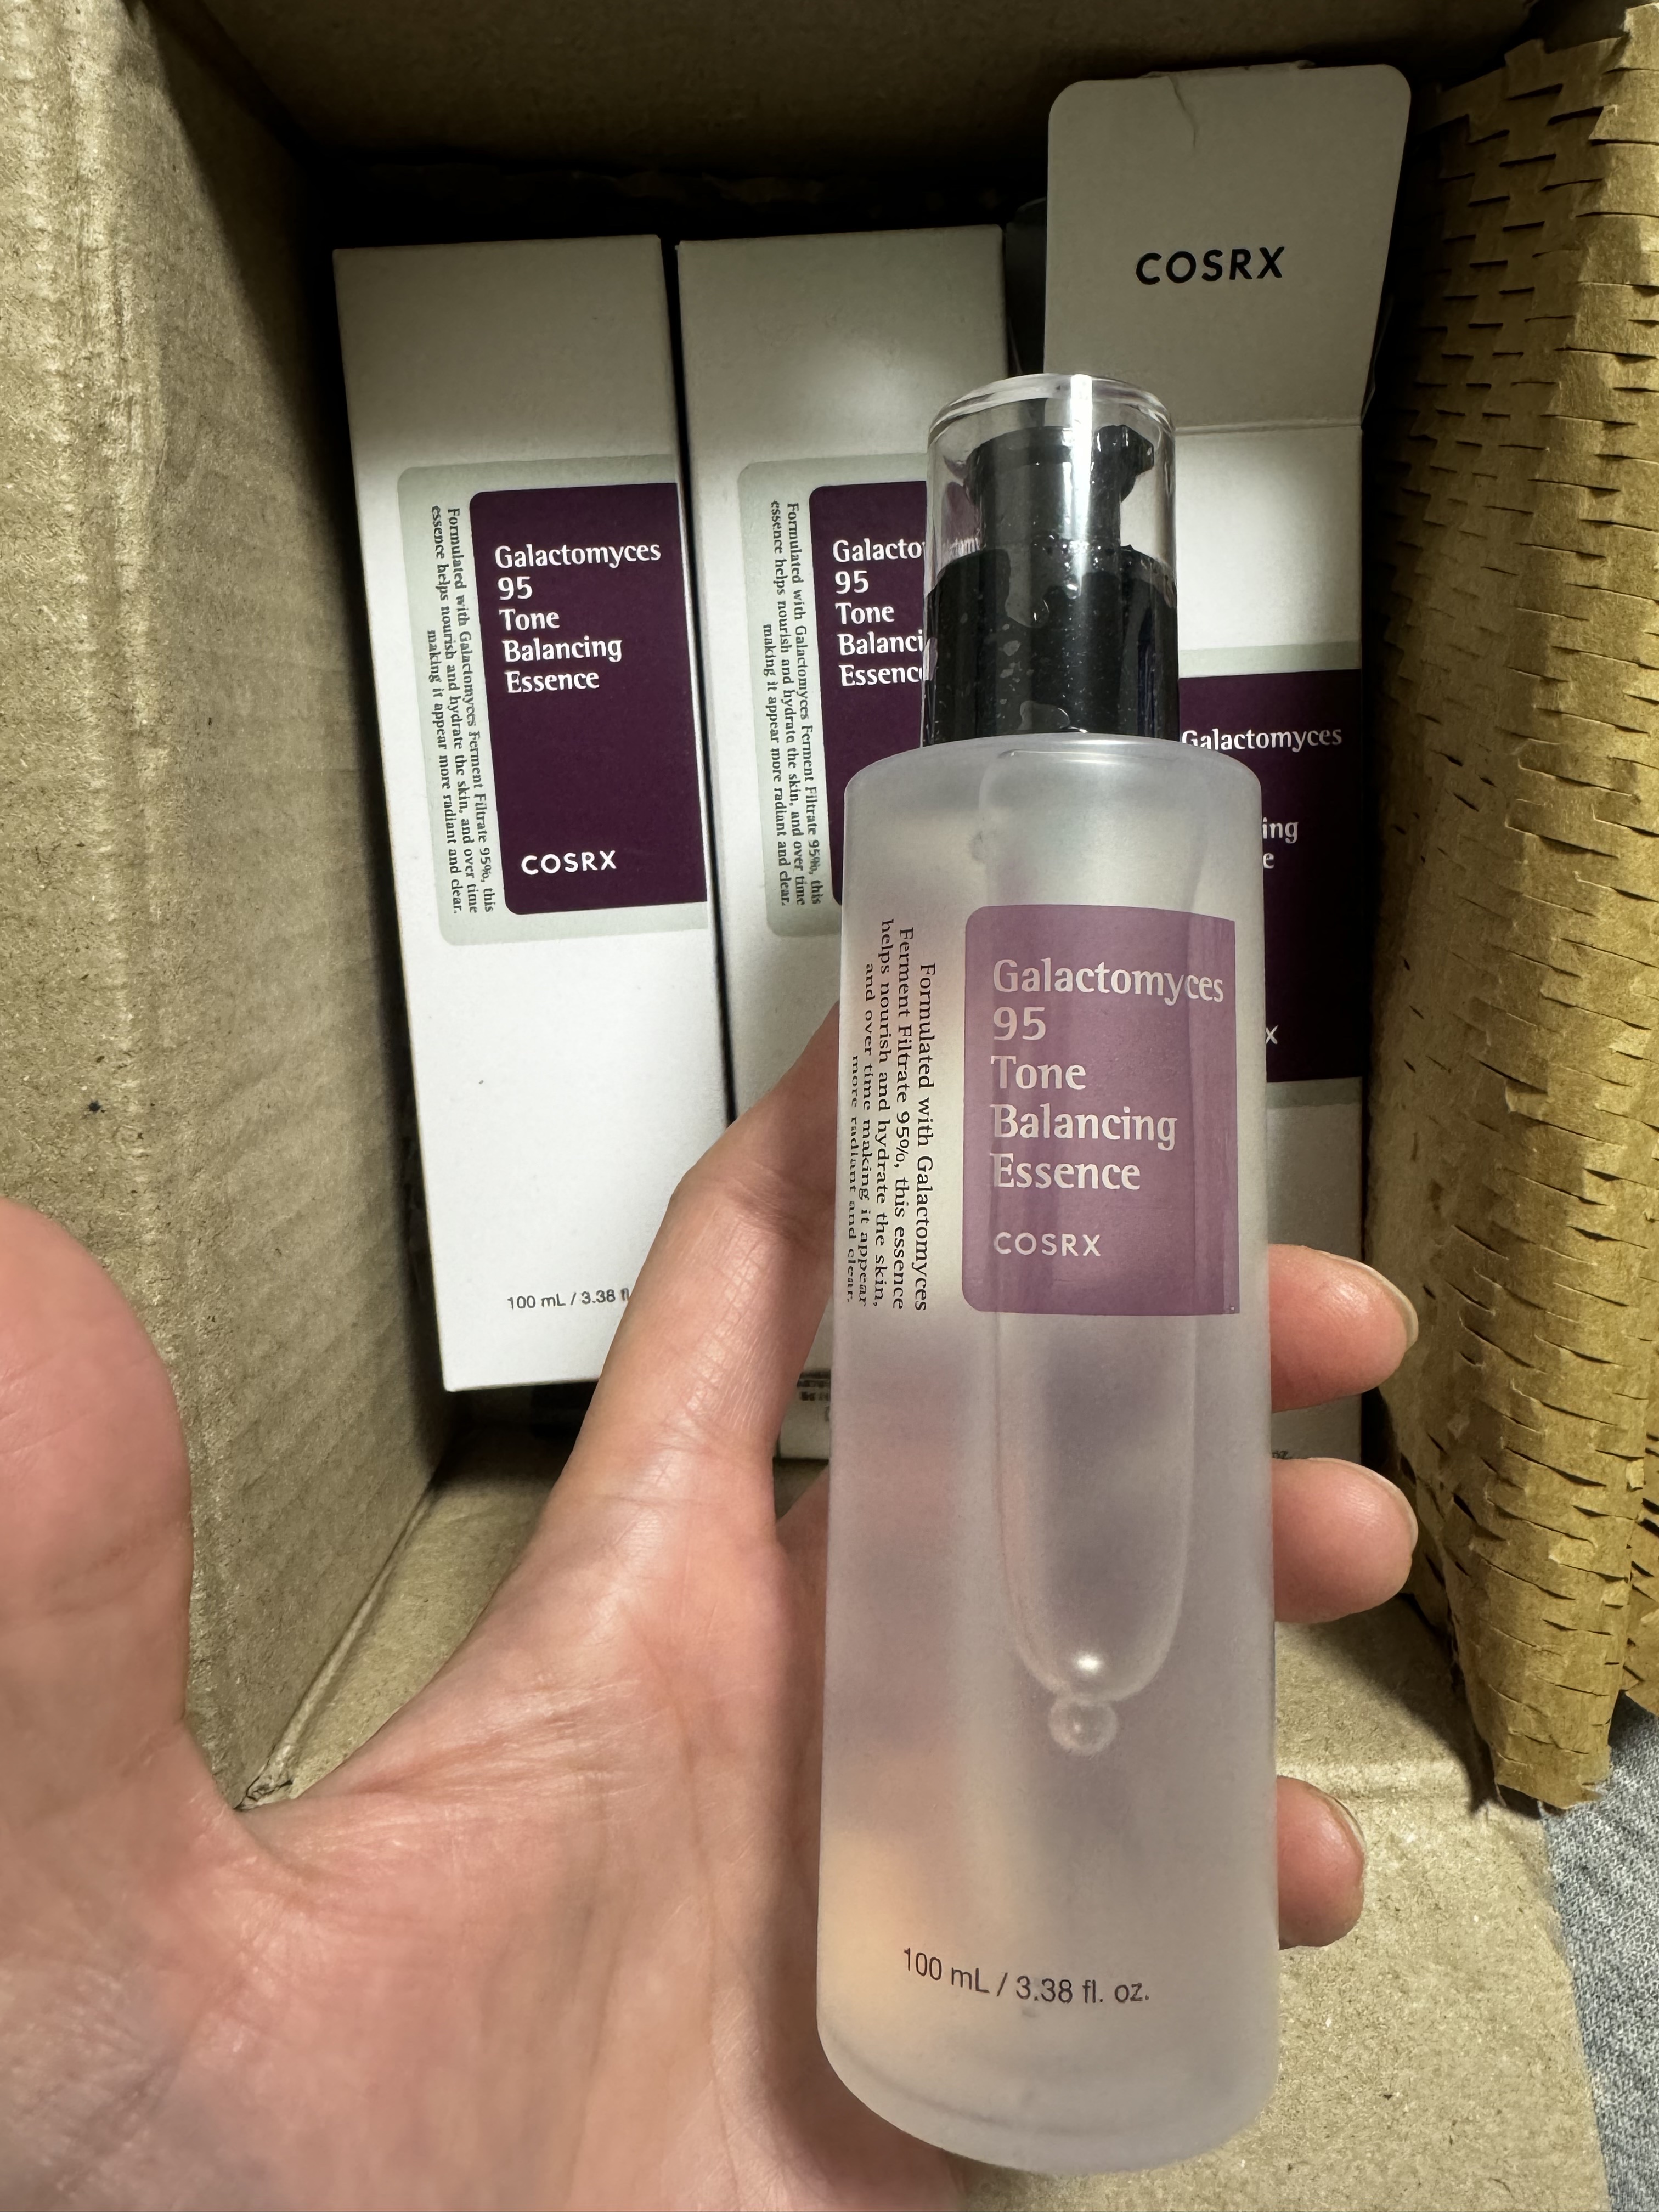 COSRX
Galactomyces
95
Tone
Balancing
Essence
COSRX
Formulated with Galactomyces Ferment Filtrate 95%, this
essence helps nourish and hydrate the skin, and over time
making it appear more radiant and clear.
100 mL / 3.38 fl
95
Tone
Formulated with Galactomyces Ferment Filtrate 95%, this
essence helps nourish and hydrate the skin, and over time
making it appear more radiant and clear.
Galactomyces
Galactomyces
95
Tone
Balancing
Essence
COSRX
Formulated with Galactomyces
Ferment Filtrate 95%, this essence
helps nourish and hydrate the skin,
and over time making it appear
more radiant and clear.
100 mL / 3.38 fl. oz.